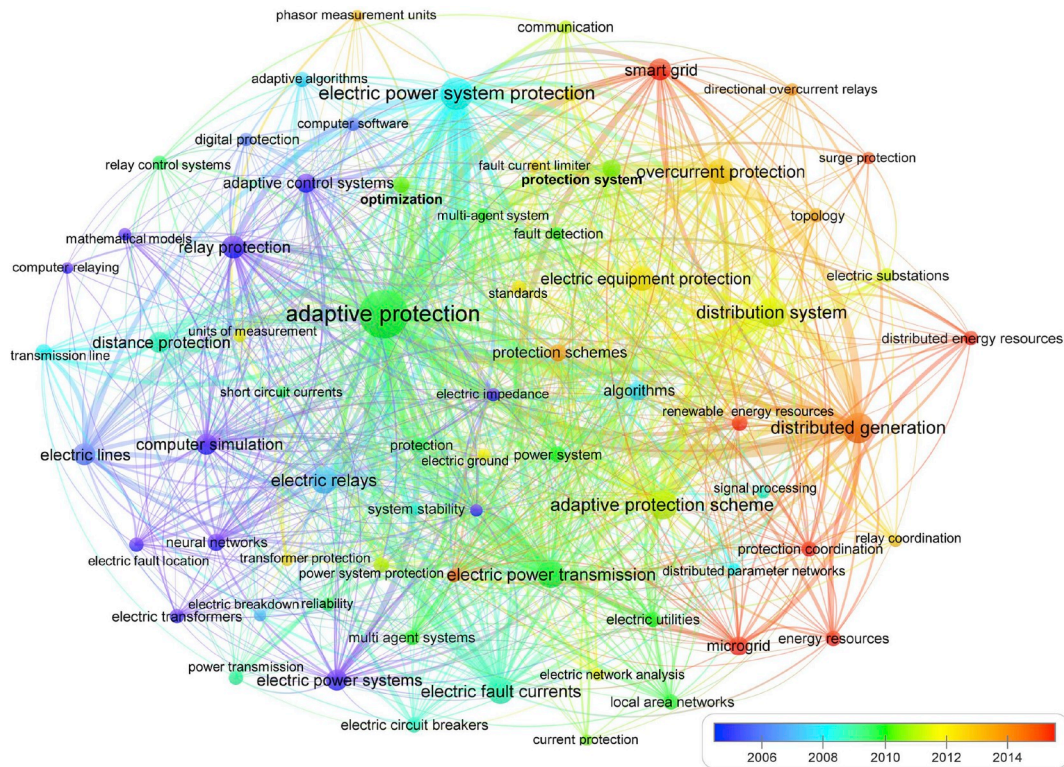 phasor measurement units
communication
smart grid
adaptive algorithms
electric power system protection
directional overcurrent relays
computer software
digital protection
relay control systems
fault current limiter
protection system
overcurrent protection
surge protection
adaptive control systems
optimization
multi-agent system
topology
mathematical models
relay protection
fault detection
computer relaying
electric equipment protection
electric substations
standards
adaptive protection
distribution system
units of measurement
distance protection
transmission line
protection schemes
distributed energy resources
short circuit currents
electric impedance
algorithms
renewable energy resources
distributed generation
computer simulation
electric lines
protection
power system
electric ground
electric relays
signal processing
system stability
adaptive protection scheme
neural networks
electric fault location
transformer protection
power system protection
electric power transmission
distributed parameter networks
protection coordination
relay coordination
electric breakdown
reliability
electric transformers
electric utilities
multi agent systems
microgrid
energy resources
power transmission
electric power systems
electric fault currents
electric network analysis
local area networks
electric circuit breakers
current protection
2006 2008 2010 2012 2014